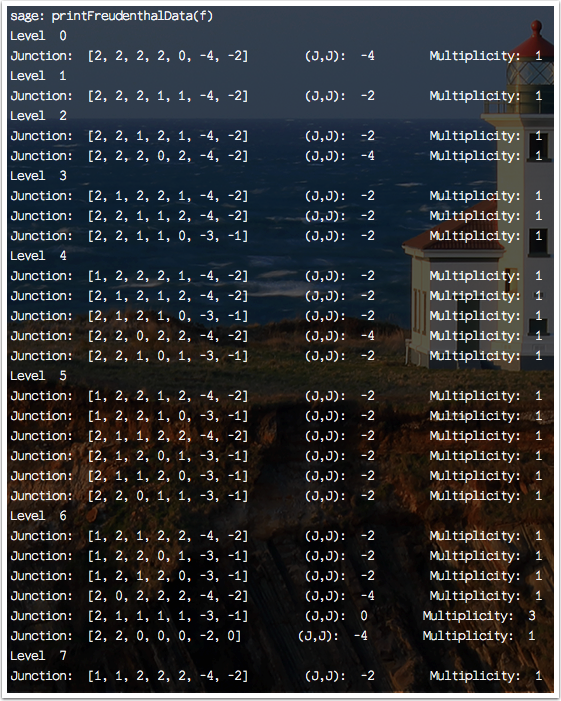 sage: printFreudenthalData(f)
Level  0
Junction:  [2, 2, 2, 2, 0, -4, -2]        (J,J):  -4        Multiplicity:  1
Level  1
Junction:  [2, 2, 2, 1, 1, -4, -2]        (J,J):  -2        Multiplicity:  1
Level  2
Junction:  [2, 2, 1, 2, 1, -4, -2]        (J,J):  -2        Multiplicity:  1
Junction:  [2, 2, 2, 0, 2, -4, -2]        (J,J):  -4        Multiplicity:  1
Level  3
Junction:  [2, 1, 2, 2, 1, -4, -2]        (J,J):  -2        Multiplicity:  1
Junction:  [2, 2, 1, 1, 2, -4, -2]        (J,J):  -2        Multiplicity:  1
Junction:  [2, 2, 1, 1, 0, -3, -1]        (J,J):  -2        Multiplicity:  1
Level  4
Junction:  [1, 2, 2, 2, 1, -4, -2]        (J,J):  -2        Multiplicity:  1
Junction:  [2, 1, 2, 1, 2, -4, -2]        (J,J):  -2        Multiplicity:  1
Junction:  [2, 1, 2, 1, 0, -3, -1]        (J,J):  -2        Multiplicity:  1
Junction:  [2, 2, 0, 2, 2, -4, -2]        (J,J):  -4        Multiplicity:  1
Junction:  [2, 2, 1, 0, 1, -3, -1]        (J,J):  -2        Multiplicity:  1
Level  5
Junction:  [1, 2, 2, 1, 2, -4, -2]        (J,J):  -2        Multiplicity:  1
Junction:  [1, 2, 2, 1, 0, -3, -1]        (J,J):  -2        Multiplicity:  1
Junction:  [2, 1, 1, 2, 2, -4, -2]        (J,J):  -2        Multiplicity:  1
Junction:  [2, 1, 2, 0, 1, -3, -1]        (J,J):  -2        Multiplicity:  1
Junction:  [2, 1, 1, 2, 0, -3, -1]        (J,J):  -2        Multiplicity:  1
Junction:  [2, 2, 0, 1, 1, -3, -1]        (J,J):  -2        Multiplicity:  1
Level  6
Junction:  [1, 2, 1, 2, 2, -4, -2]        (J,J):  -2        Multiplicity:  1
Junction:  [1, 2, 2, 0, 1, -3, -1]        (J,J):  -2        Multiplicity:  1
Junction:  [1, 2, 1, 2, 0, -3, -1]        (J,J):  -2        Multiplicity:  1
Junction:  [2, 0, 2, 2, 2, -4, -2]        (J,J):  -4        Multiplicity:  1
Junction:  [2, 1, 1, 1, 1, -3, -1]        (J,J):  0        Multiplicity:  3
Junction:  [2, 2, 0, 0, 0, -2, 0]        (J,J):  -4        Multiplicity:  1
Level  7
Junction:  [1, 1, 2, 2, 2, -4, -2]        (J,J):  -2        Multiplicity:  1